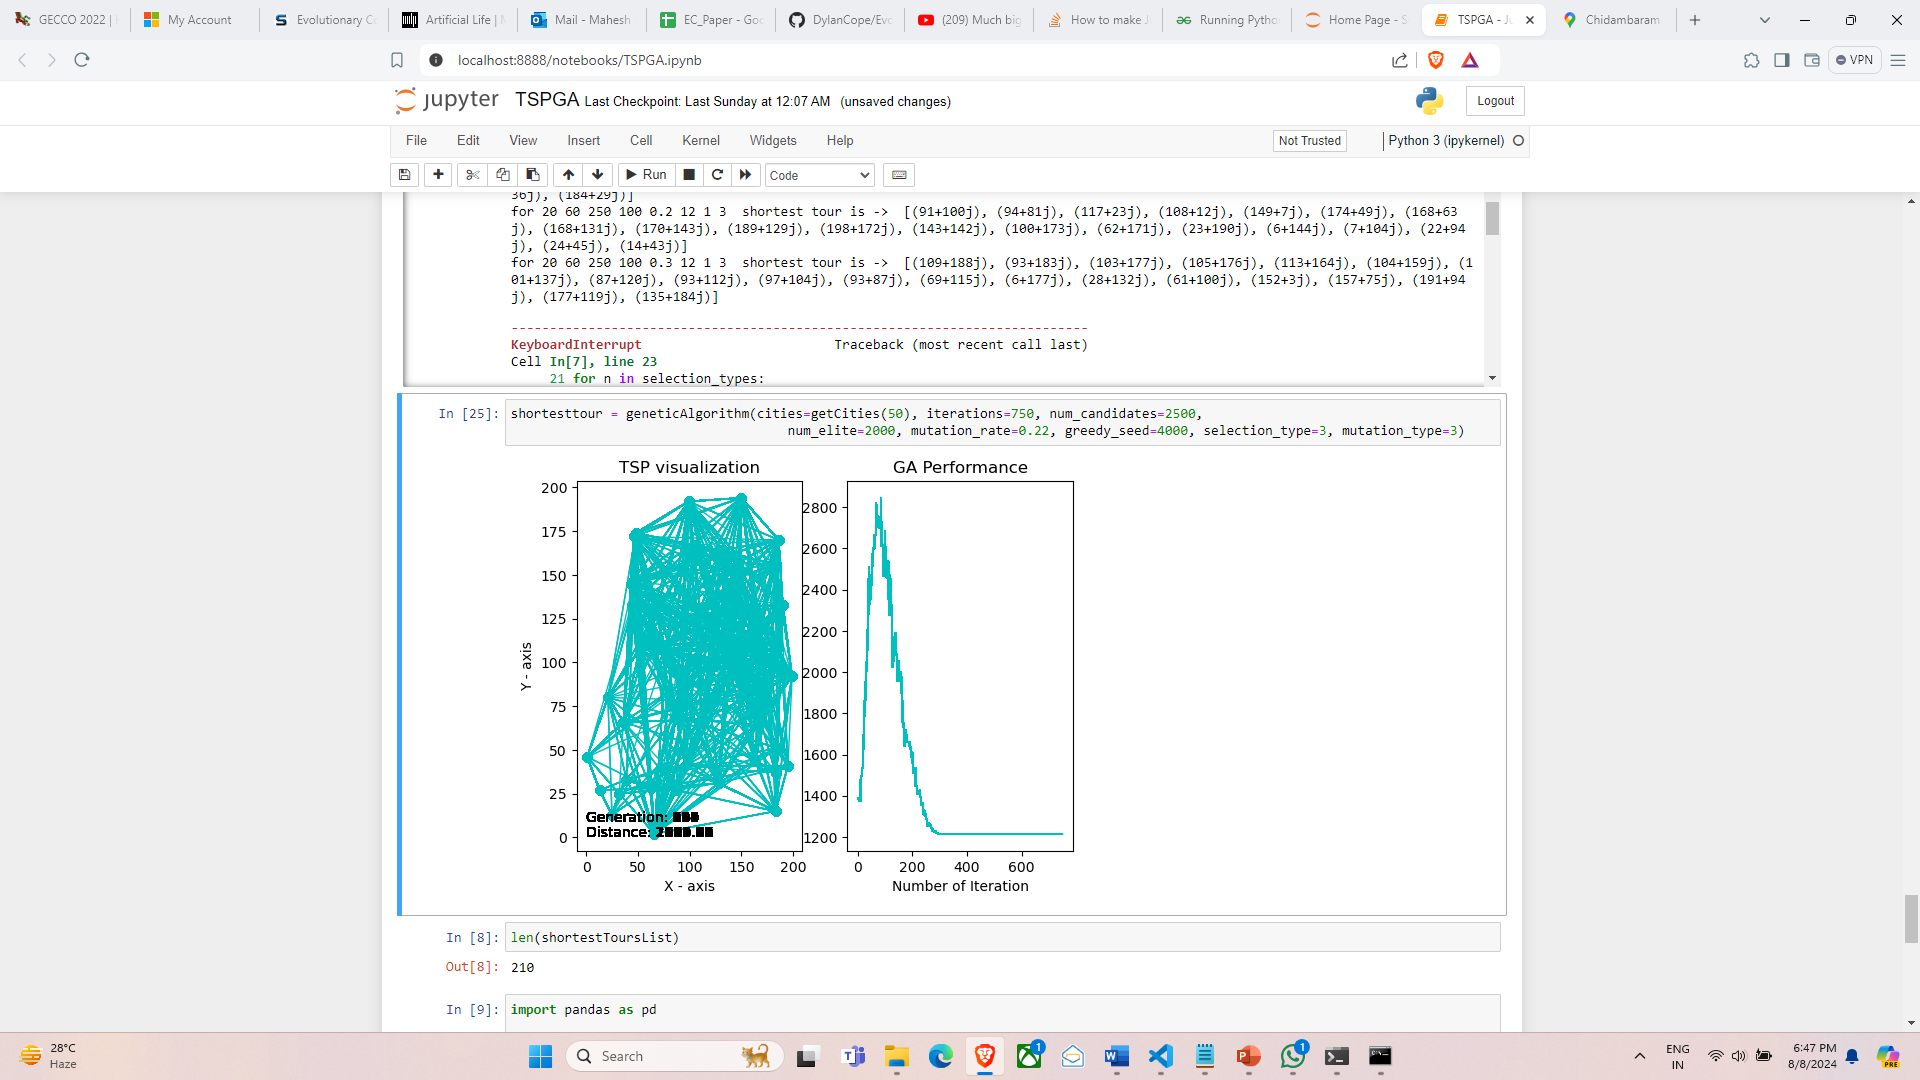 GECCO 2022 |
My Account
Evolutionary C
Artificial Life |
Mail - Mahesh
EC_Paper - Goo
DylanCope/Evo
(209) Much big
How to make J
Running Pytho
Home Page - S
TSPGA - Ju
Chidambaram
localhost:8888/notebooks/TSPGA.ipynb
VPN
jupyter TSPGA Last Checkpoint: Last Sunday at 12:07 AM (unsaved changes)
Logout
File Edit View Insert Cell Kernel Widgets Help
Not Trusted
Python 3 (ipykernel)
Run
Code
36j), (184+29j)]
for 20 60 250 100 0.2 12 1 3  shortest tour is ->  [(91+100j), (94+81j), (117+23j), (108+12j), (149+7j), (174+49j), (168+63
j), (168+131j), (170+143j), (189+129j), (198+172j), (143+142j), (100+173j), (62+171j), (23+190j), (6+144j), (7+104j), (22+94
j), (24+45j), (14+43j)]
for 20 60 250 100 0.3 12 1 3  shortest tour is ->  [(109+188j), (93+183j), (103+177j), (105+176j), (113+164j), (104+159j), (1
01+137j), (87+120j), (93+112j), (97+104j), (93+87j), (69+115j), (6+177j), (28+132j), (61+100j), (152+3j), (157+75j), (191+94
j), (177+119j), (135+184j)]
---------------------------------------------------------------------------
KeyboardInterrupt                         Traceback (most recent call last)
Cell In[7], line 23
21 for n in selection_types:
In [25]: shortesttour = geneticAlgorithm(cities=getCities(50), iterations=750, num_candidates=2500,
num_elite=2000, mutation_rate=0.22, greedy_seed=4000, selection_type=3, mutation_type=3)
TSP visualization
200
175
150
125
100
75
50
25
0
Y - axis
Generation:
Distance:
0 50 100 150 200
X - axis
GA Performance
2800
2600
2400
2200
2000
1800
1600
1400
1200
0 200 400 600
Number of Iteration
In [8]: len(shortestToursList)
Out[8]: 210
In [9]: import pandas as pd
28°C
Haze
Search
1
1
ENG
IN
6:47 PM
8/8/2024
PRE